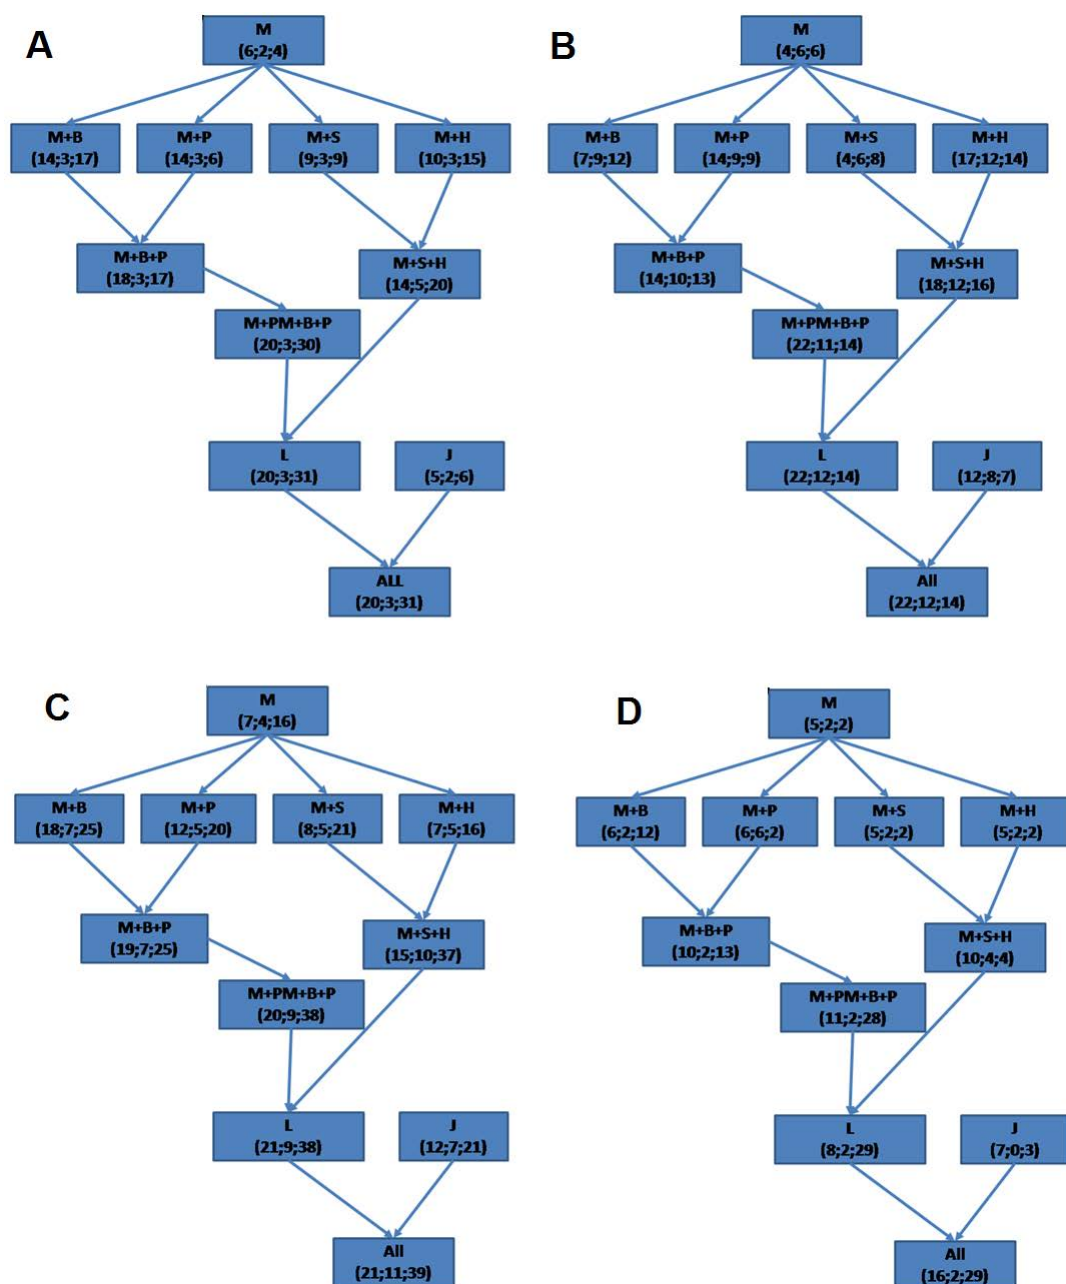 A
M
(6;2;4)
M+B
(14;3;17)
M+P
(14;3;6)
M+S
(9;3;9)
M+H
(10;3;15)
M+B+P
(18;3;17)
M+S+H
(14;5;20)
M+PM+B+P
(20;3;30)
L
(20;3;31)
J
(5;2;6)
ALL
(20;3;31)
B
M
(4;6;6)
M+B
(7;9;12)
M+P
(14;9;9)
M+S
(4;6;8)
M+H
(17;12;14)
M+B+P
(14;10;13)
M+S+H
(18;12;16)
M+PM+B+P
(22;11;14)
L
(22;12;14)
J
(12;8;7)
All
(22;12;14)
C
M
(7;4;16)
M+B
(18;7;25)
M+P
(12;5;20)
M+S
(8;5;21)
M+H
(7;5;16)
M+B+P
(19;7;25)
M+S+H
(15;10;37)
M+PM+B+P
(20;9;38)
L
(21;9;38)
J
(12;7;21)
All
(21;11;39)
D
M
(5;2;2)
M+B
(6;2;12)
M+P
(6;6;2)
M+S
(5;2;2)
M+H
(5;2;2)
M+B+P
(10;2;13)
M+S+H
(10;4;4)
M+PM+B+P
(11;2;28)
L
(8;2;29)
J
(7;0;3)
All
(16;2;29)